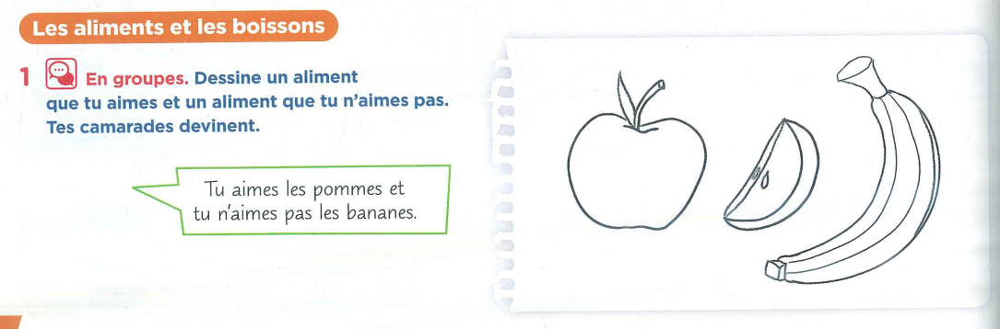 Les aliments et les boissons
1 En groupes. Dessine un aliment
que tu aimes et un aliment que tu n'aimes pas.
Tes camarades devinent.
Tu aimes les pommes et
tu n'aimes pas les bananes.